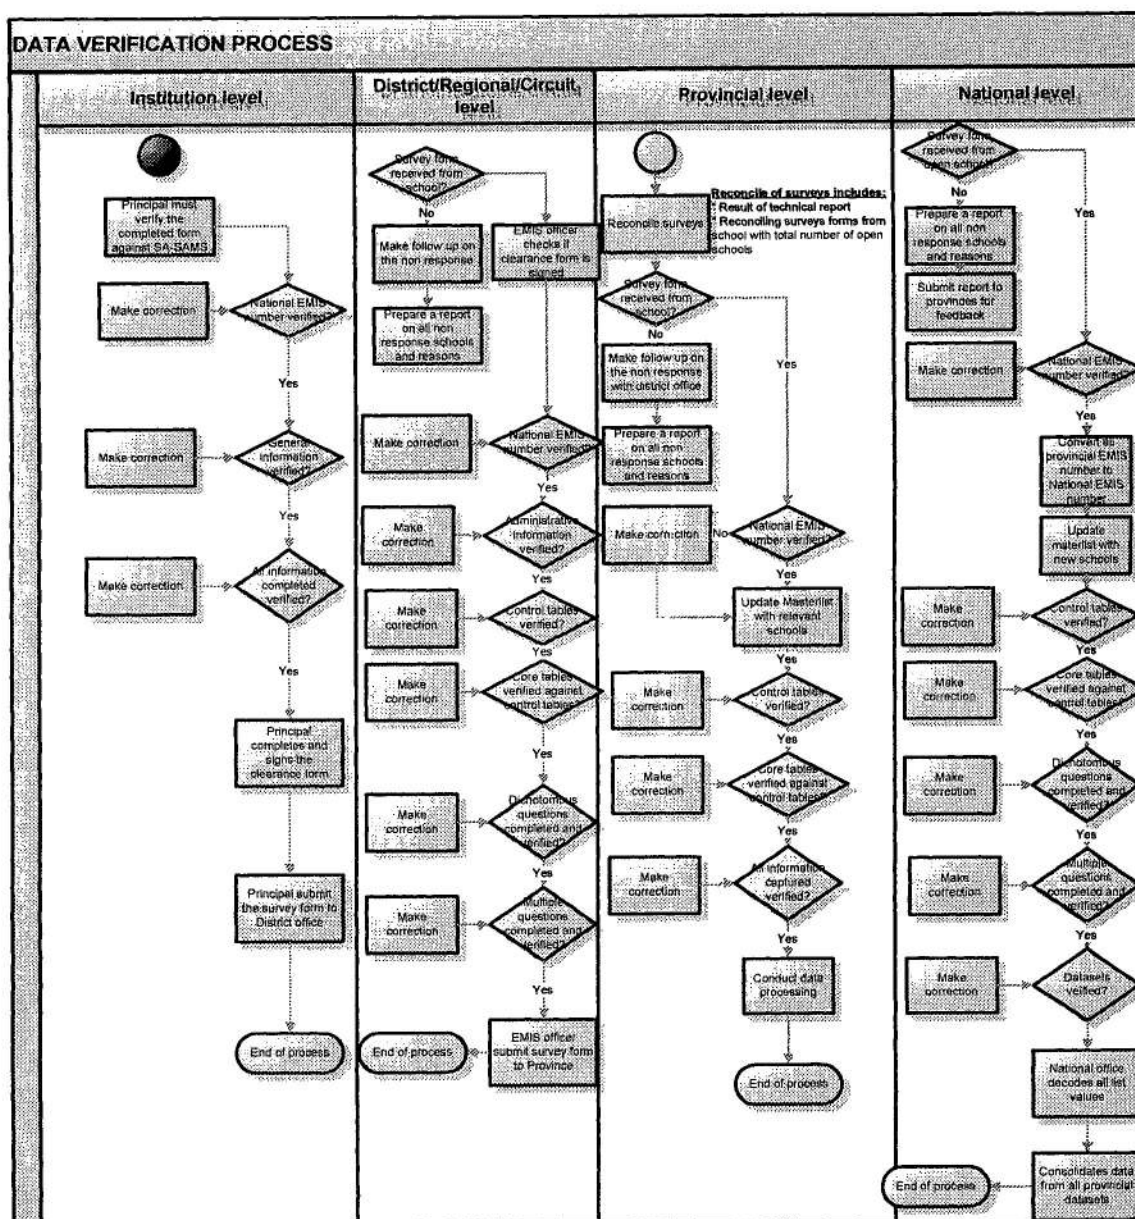 DATA VERIFICATION PROCESS
Institution level
Principal must
verify the
completed form
against SA-SAMS
National EMIS
number verified?
Make correction
Yes
General
information
verified?
Make correction
Yes
All information
completed
verified?
Make correction
Yes
Principal
completes and
signs the
clearance form
Principal submit
the survey form to
District office
End of process
District/Regional/Circuit
level
Survey form
received from
school?
No
Make follow up on
the non response
EMIS officer
checks if
clearance form is
signed
Prepare a report
on all non
response schools
and reasons
Make correction
National EMIS
number verified?
Yes
Make
correction
Administrative
information
verified?
Yes
Make
correction
Control tables
verified?
Yes
Make
correction
Core tables
verified against
control tables?
Yes
Make
correction
Dichotomous
questions
completed and
verified?
Yes
Make
correction
Multiple
questions
completed and
verified?
Yes
EMIS officer
submit survey form
to Province
End of process
Provincial level
Reconcile surveys
Reconcile of surveys includes:
* Result of technical report
* Reconciling surveys forms from
school with total number of open
schools
Survey form
received from
school?
No
Yes
Make follow up on
the non response
with district office
Prepare a report
on all non
response schools
and reasons
Make correction
No
National EMIS
number verified?
Yes
Update Masterlist
with relevant
schools
Yes
Make
correction
Control tables
verified?
Yes
Make
correction
Core tables
verified against
control tables?
Yes
Make
correction
All information
captured
verified?
Yes
Conduct data
processing
End of process
National level
Survey form
received from
open school?
No
Yes
Prepare a report
on all non
response schools
and reasons
Submit report to
provinces for
feedback
Make correction
National EMIS
number verified?
Yes
Convert all
provincial EMIS
number to
National EMIS
number
Update
materlist with
new schools
Make
correction
Control tables
verified?
Yes
Make
correction
Core tables
verified against
control tables?
Yes
Make
correction
Dichotomous
questions
completed and
verified?
Yes
Make
correction
Multiple
questions
completed and
verified?
Yes
Make
correction
Datasets
verified?
National office
decodes all list
values
Consolidates data
from all provincial
datasets
End of process